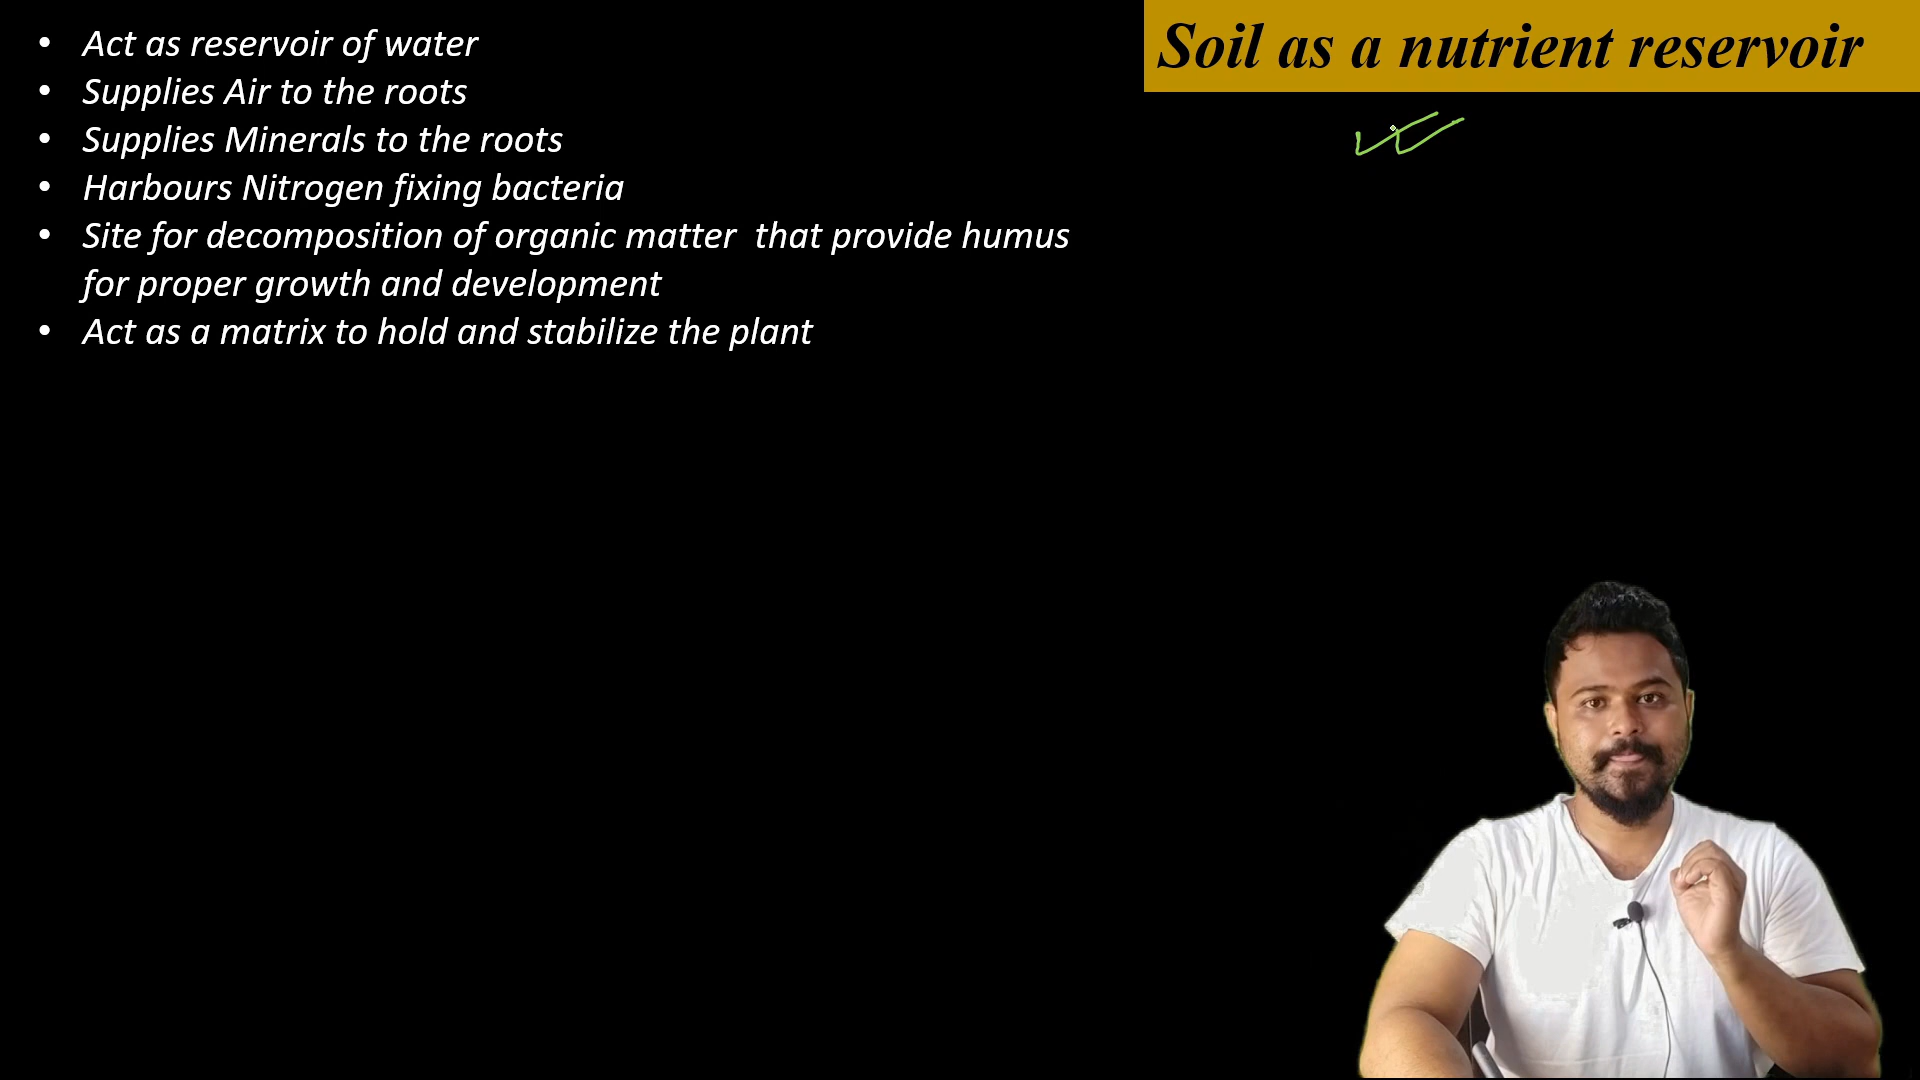 Soil as a nutrient reservoir
• Act as reservoir of water
• Supplies Air to the roots
• Supplies Minerals to the roots
• Harbours Nitrogen fixing bacteria
• Site for decomposition of organic matter  that provide humus
for proper growth and development
• Act as a matrix to hold and stabilize the plant